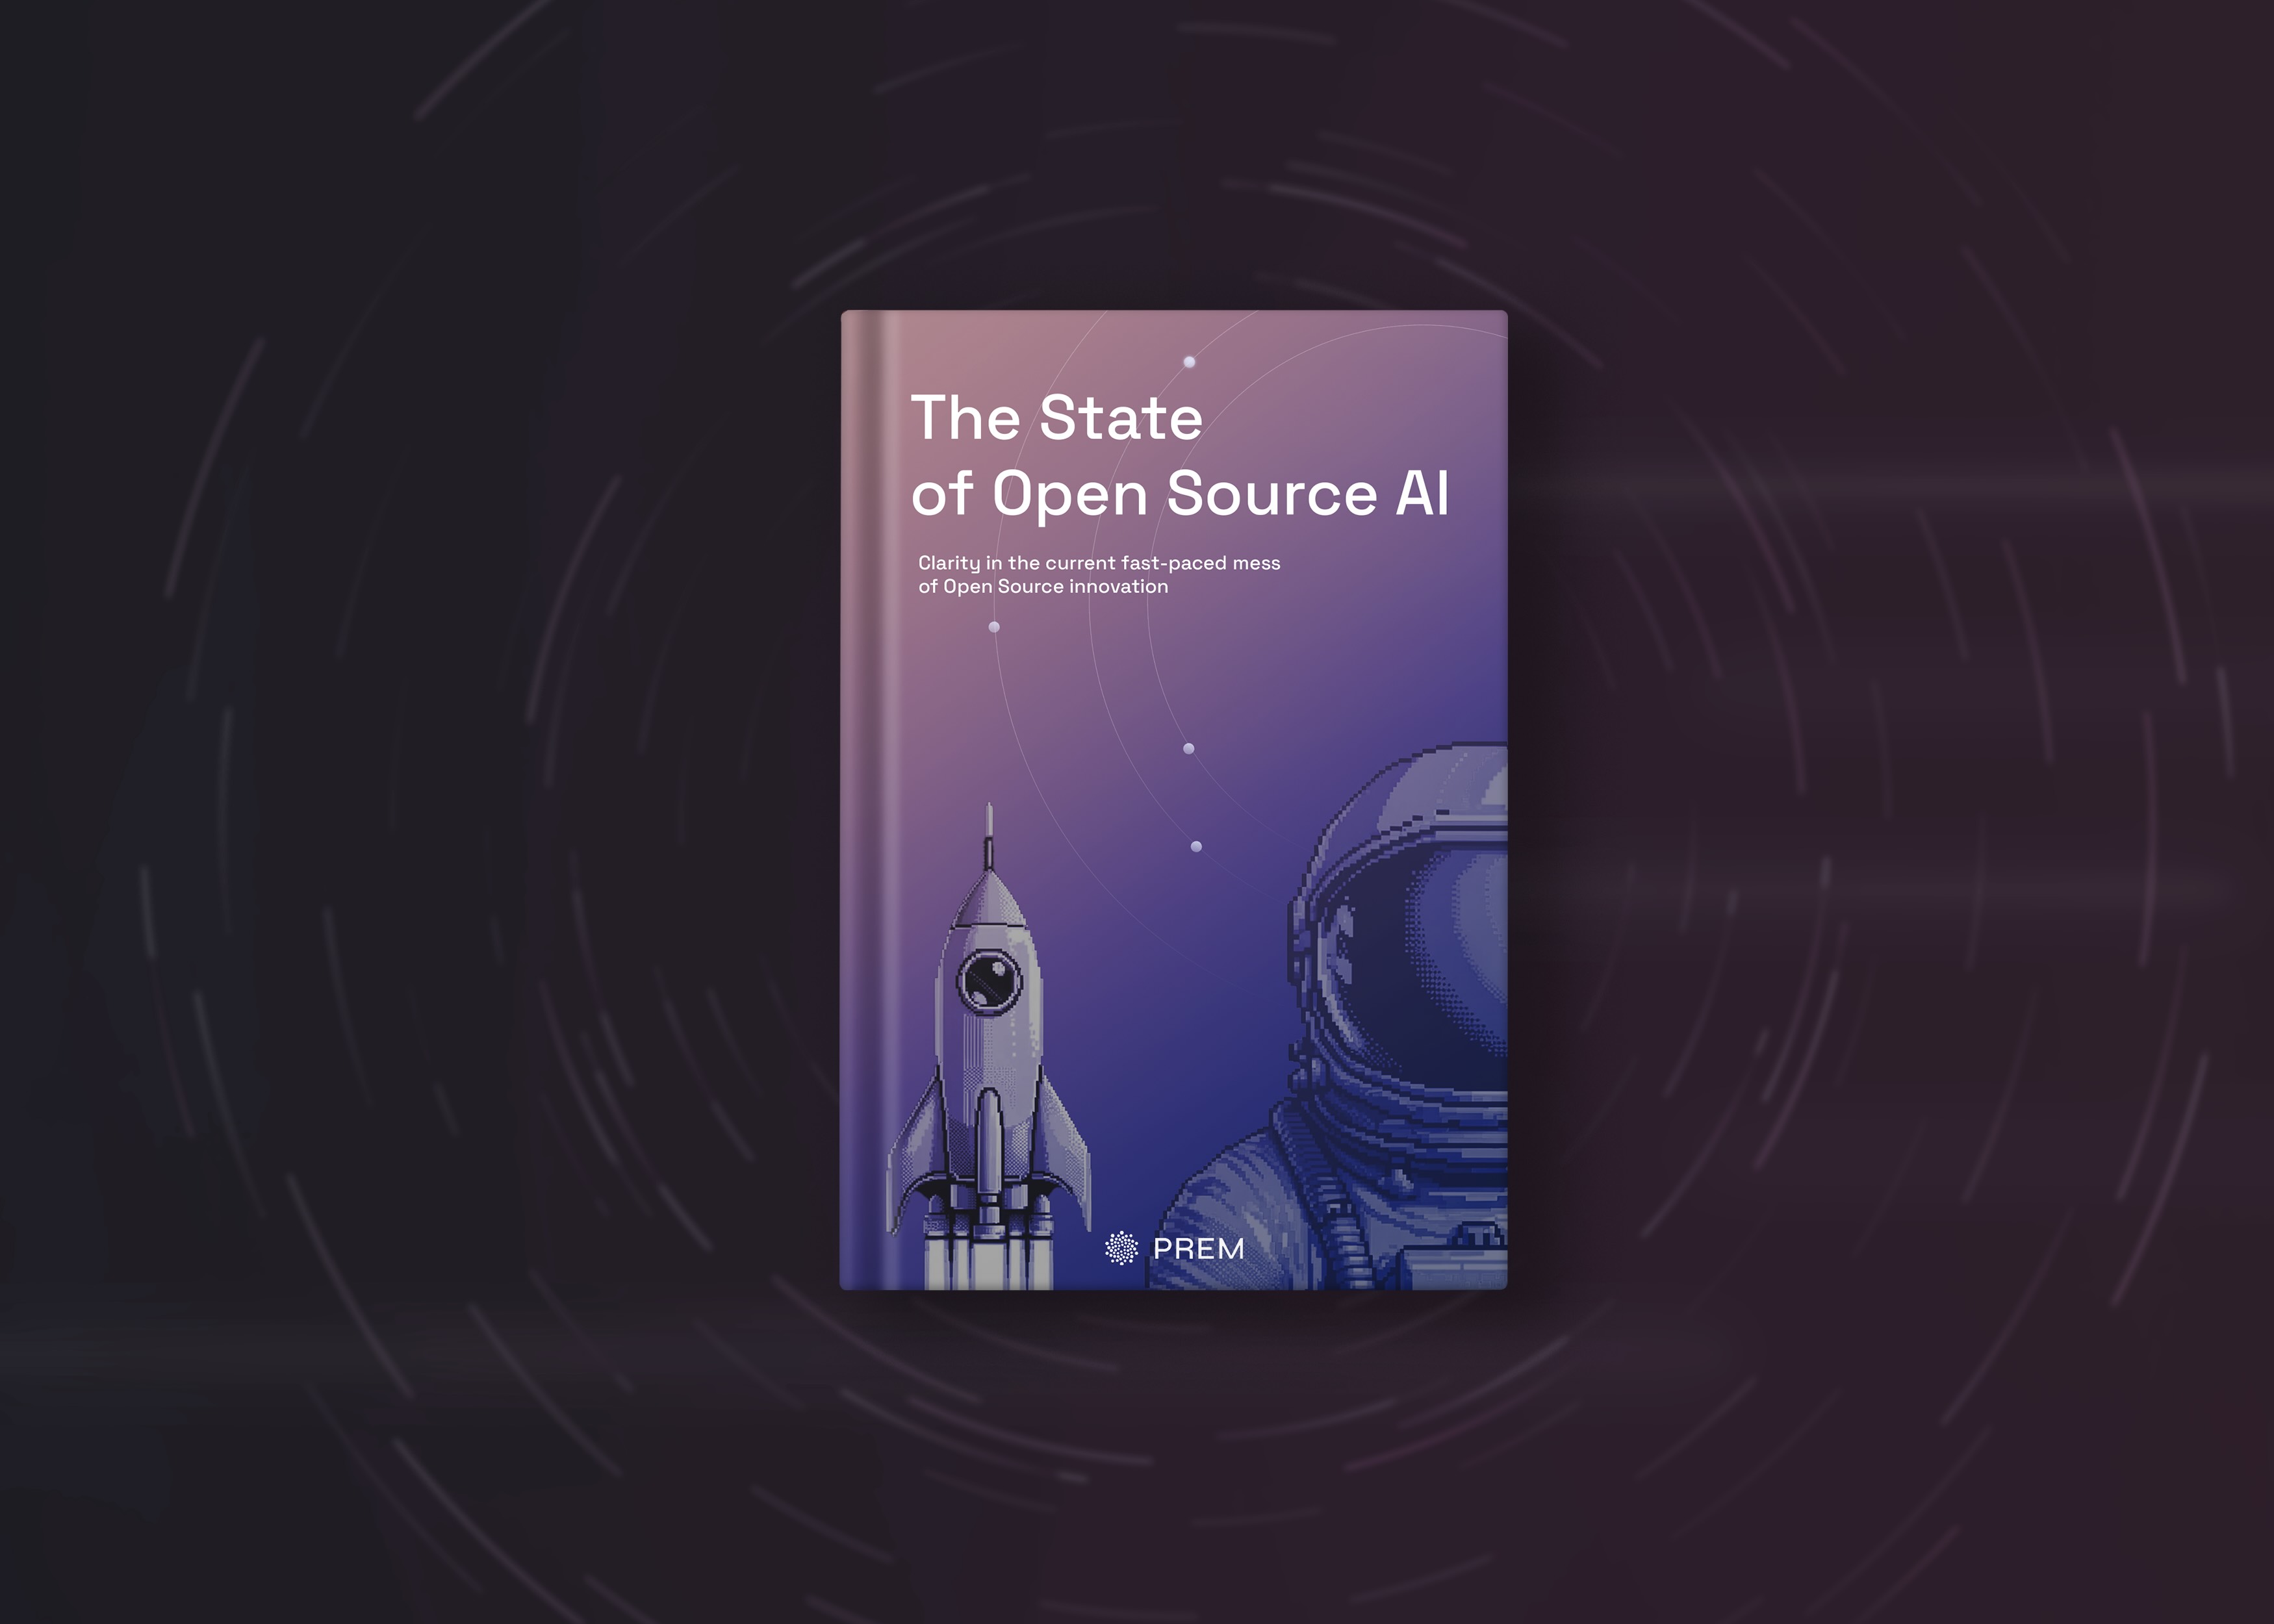 The State
of Open Source AI
Clarity in the current fast-paced mess
of Open Source innovation
PREM